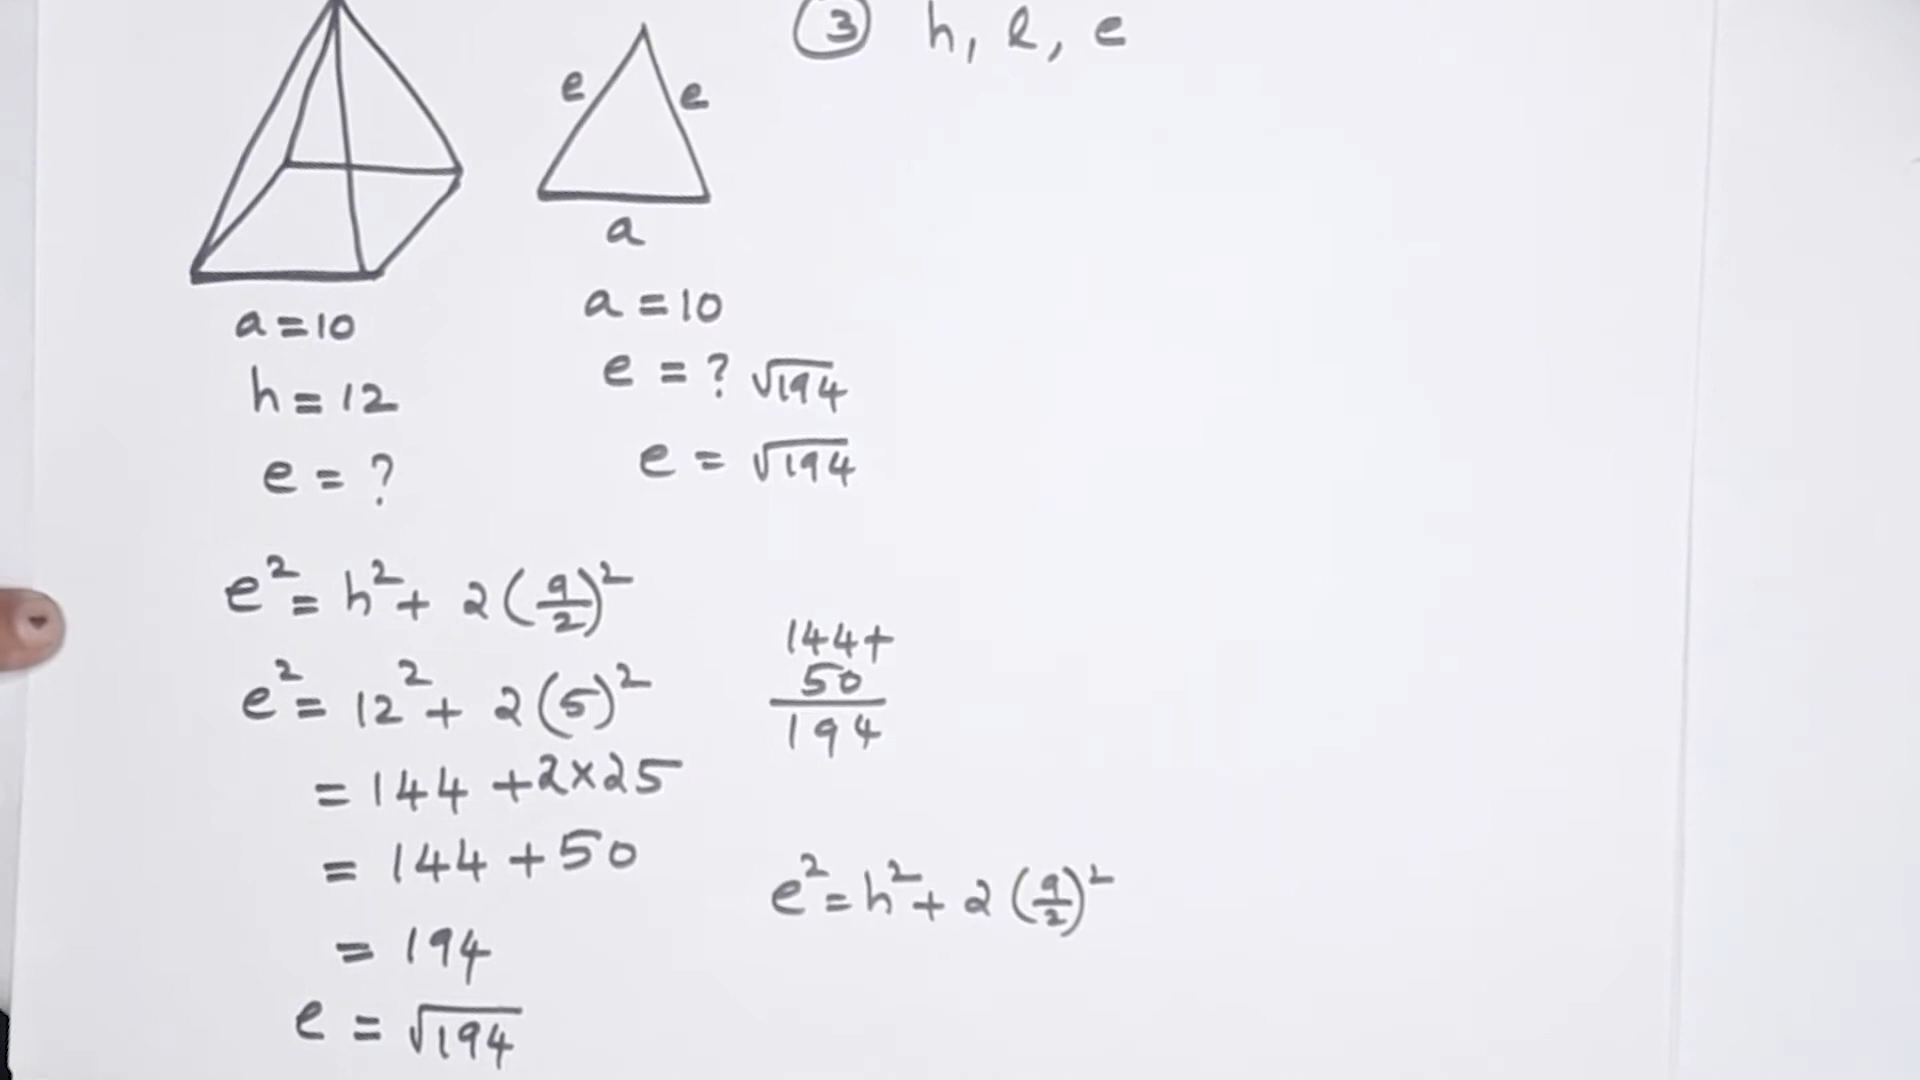 ③ h, l, e
e e
a
a = 10
h = 12
e = ?
a = 10
e = ? √194
e = √194
e² = h² + 2(a/2)²
e² = 12² + 2(5)²
= 144 + 2×25
= 144 + 50
= 194
e = √194
144+
50
194
e² = h² + 2(a/2)²